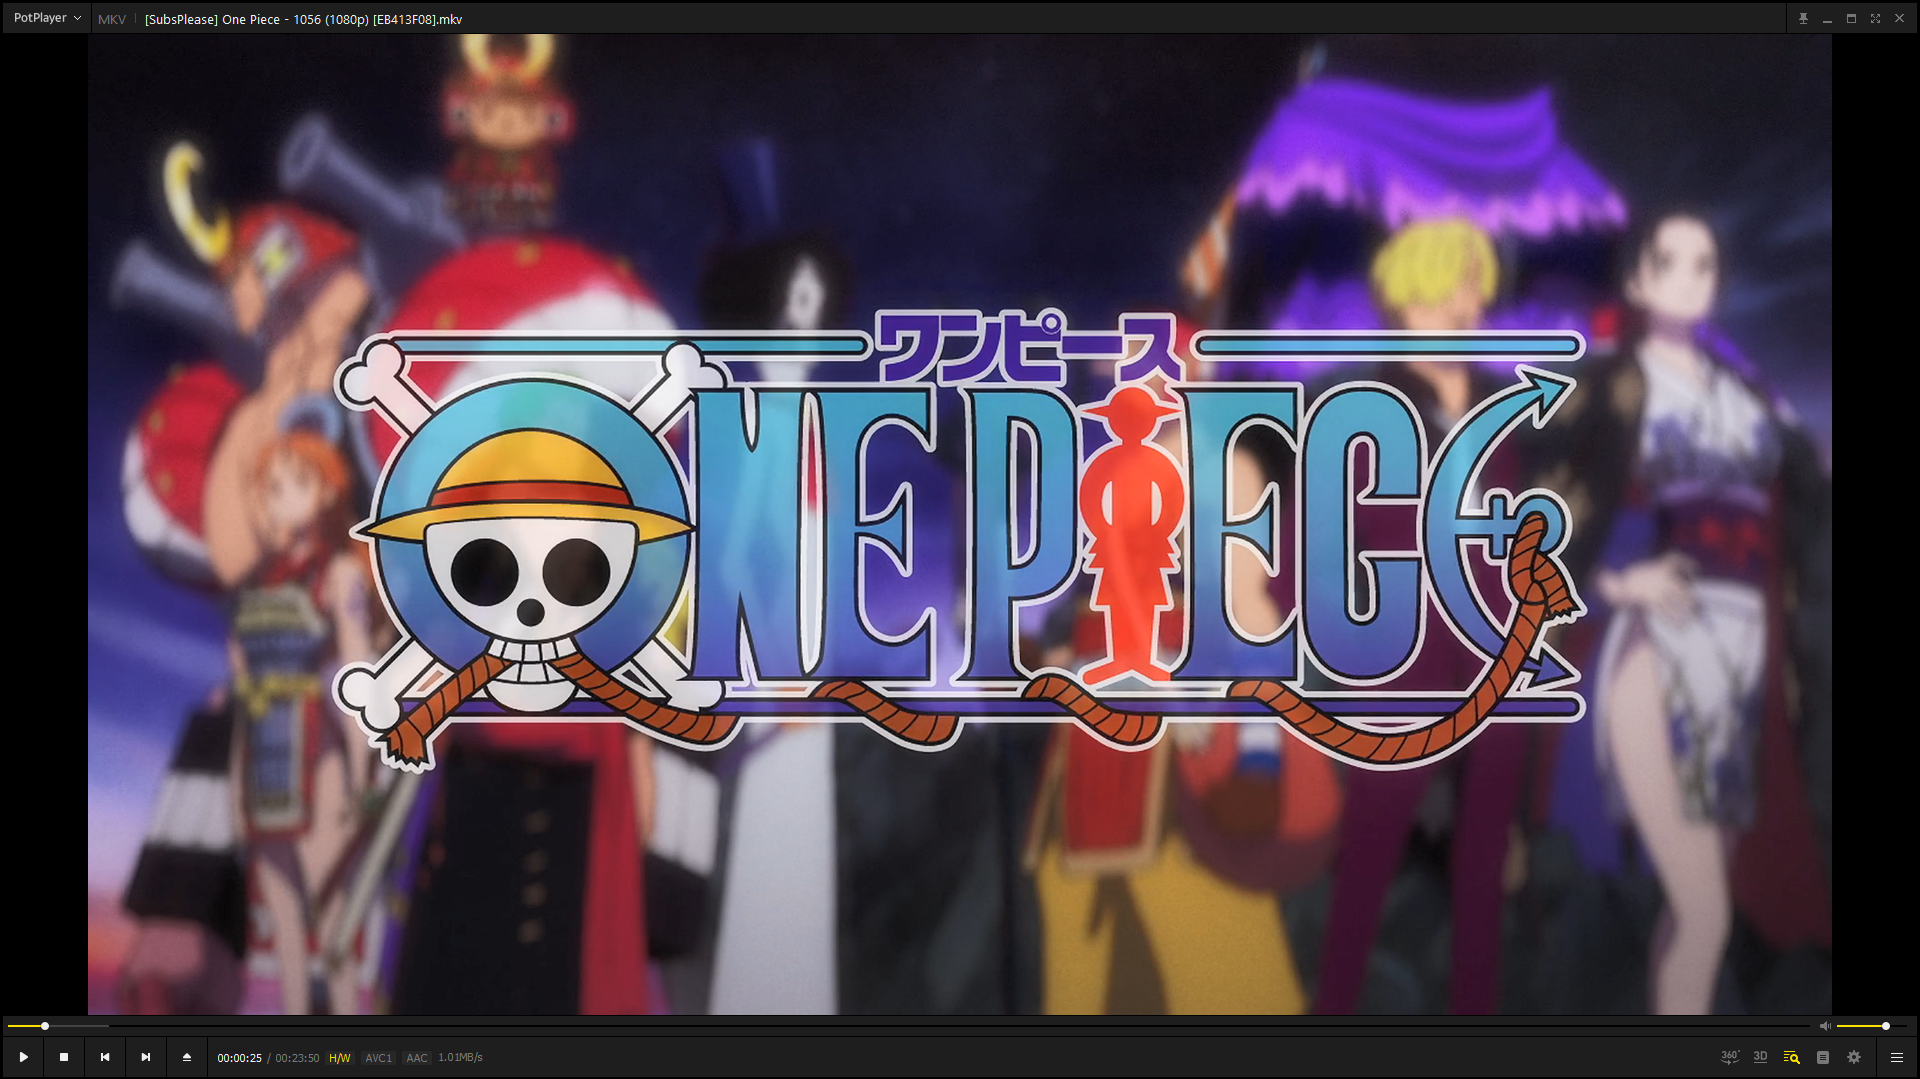 PotPlayer
MKV
[SubsPlease] One Piece - 1056 (1080p) [EB413F08].mkv
ワンピース
ONE PIECE
00:00:25 / 00:23:50 H/W AVC1 AAC 1.01MB/s
360° 3D